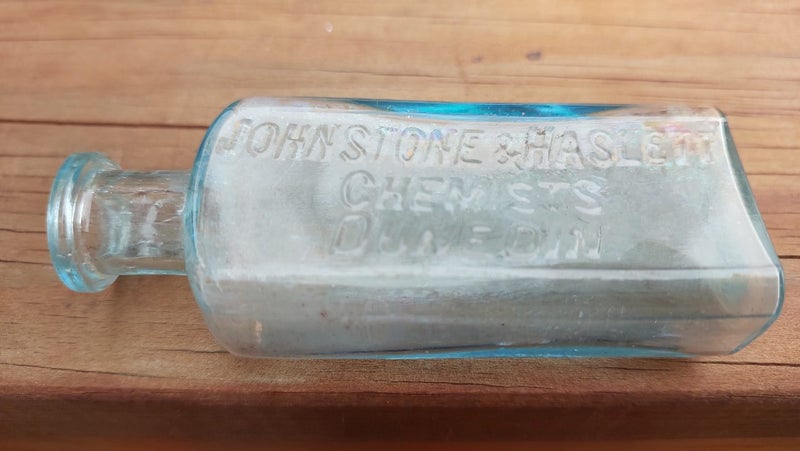 JOHNSTONE & HASLETT
CHEMISTS
DUNEDIN